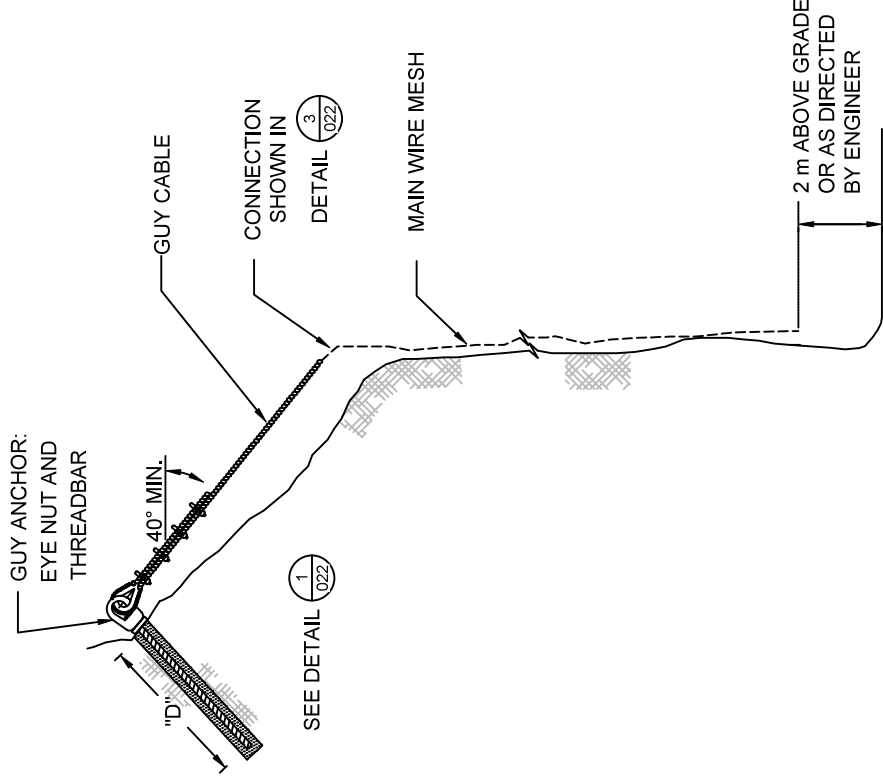 GUY ANCHOR:
EYE NUT AND
THREADBAR
40° MIN.
"D"
SEE DETAIL
1
022
GUY CABLE
CONNECTION
SHOWN IN
DETAIL
3
022
MAIN WIRE MESH
2 m ABOVE GRADE
OR AS DIRECTED
BY ENGINEER